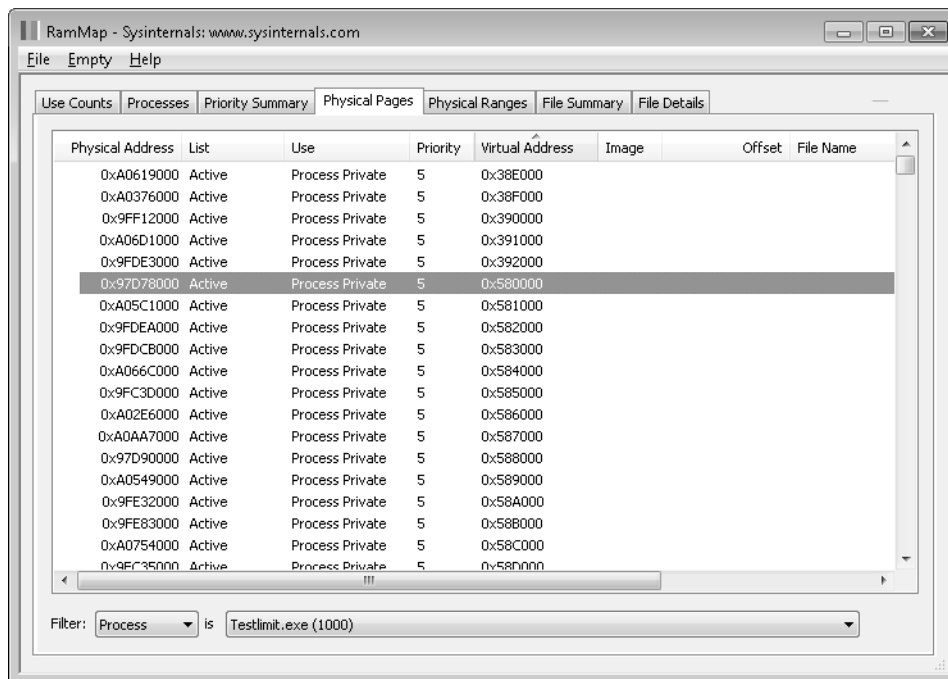 RamMap - Sysinternals: www.sysinternals.com
File Empty Help
Use Counts Processes Priority Summary Physical Pages Physical Ranges File Summary File Details
Physical Address List Use Priority Virtual Address Image Offset File Name
0xA0619000 Active Process Private 5 0x38E000
0xA0376000 Active Process Private 5 0x38F000
0x9FF12000 Active Process Private 5 0x390000
0xA06D1000 Active Process Private 5 0x391000
0x9FDE3000 Active Process Private 5 0x392000
0x97D78000 Active Process Private 5 0x580000
0xA05C1000 Active Process Private 5 0x581000
0x9FDEA000 Active Process Private 5 0x582000
0x9FDCB000 Active Process Private 5 0x583000
0xA066C000 Active Process Private 5 0x584000
0x9FC3D000 Active Process Private 5 0x585000
0xA02E6000 Active Process Private 5 0x586000
0xA0AA7000 Active Process Private 5 0x587000
0x97D90000 Active Process Private 5 0x588000
0xA0549000 Active Process Private 5 0x589000
0x9FE32000 Active Process Private 5 0x58A000
0x9FE83000 Active Process Private 5 0x58B000
0xA0754000 Active Process Private 5 0x58C000
0x9EC35000 Active Process Private 5 0x58D000
Filter: Process is Testlimit.exe (1000)